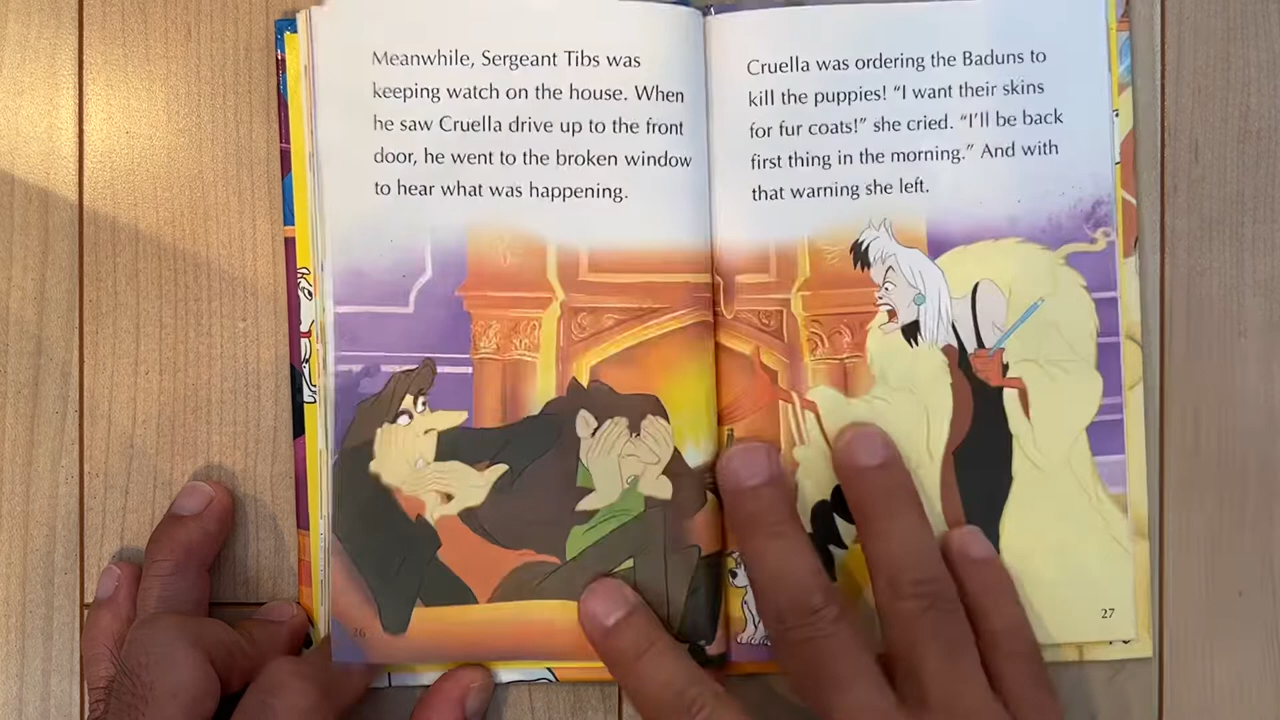 Meanwhile, Sergeant Tibs was
keeping watch on the house. When
he saw Cruella drive up to the front
door, he went to the broken window
to hear what was happening.
26
Cruella was ordering the Baduns to
kill the puppies! “I want their skins
for fur coats!” she cried. “I’ll be back
first thing in the morning.” And with
that warning she left.
27